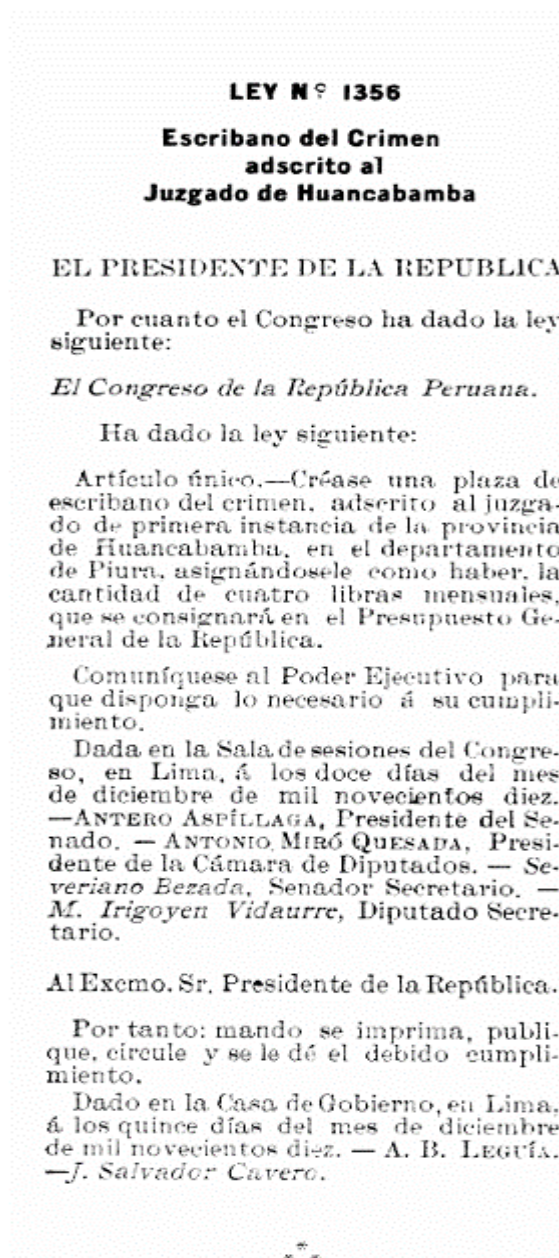 LEY Nº 1356
Escribano del Crimen
adscrito al
Juzgado de Huancabamba
EL PRESIDENTE DE LA REPUBLICA
Por cuanto el Congreso ha dado la ley
siguiente:
El Congreso de la República Peruana.
Ha dado la ley siguiente:
Artículo único.—Créase una plaza de
escribano del crimen, adscrito al juzga-
do de primera instancia de la provincia
de Huancabamba, en el departamento
de Piura, asignándosele como haber, la
cantidad de cuatro libras mensuales,
que se consignará en el Presupuesto Ge-
neral de la República.
Comuníquese al Poder Ejecutivo para
que disponga lo necesario á su cumpli-
miento.
Dada en la Sala de sesiones del Congre-
so, en Lima, á los doce días del mes
de diciembre de mil novecientos diez.
—ANTERO ASPÍLLAGA, Presidente del Se-
nado. — ANTONIO MIRÓ QUESADA, Presi-
dente de la Cámara de Diputados. — Se-
veriano Bezada, Senador Secretario. —
M. Irigoyen Vidaurre, Diputado Secre-
tario.
Al Excmo. Sr. Presidente de la República.
Por tanto: mando se imprima, publi-
que, circule y se le dé el debido cumpli-
miento.
Dado en la Casa de Gobierno, en Lima,
á los quince días del mes de diciembre
de mil novecientos diez. — A. B. LEGUÍA.
—J. Salvador Cavero.